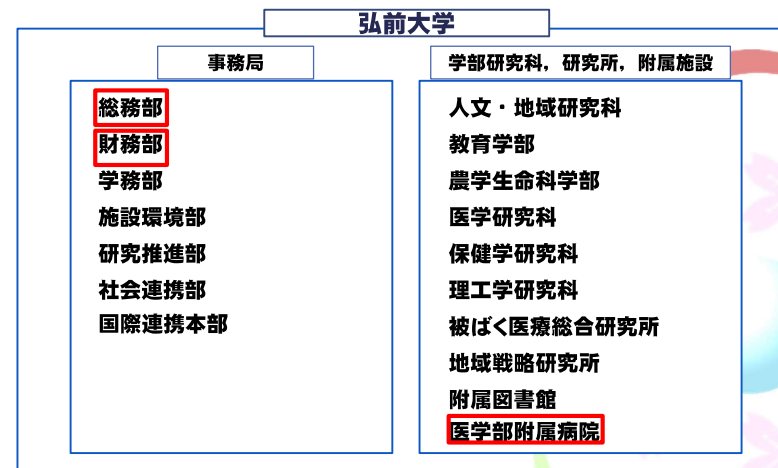 弘前大学
事務局
総務部
財務部
学務部
施設環境部
研究推進部
社会連携部
国際連携本部
学部研究科，研究所，附属施設
人文・地域研究科
教育学部
農学生命科学部
医学研究科
保健学研究科
理工学研究科
被ばく医療総合研究所
地域戦略研究所
附属図書館
医学部附属病院